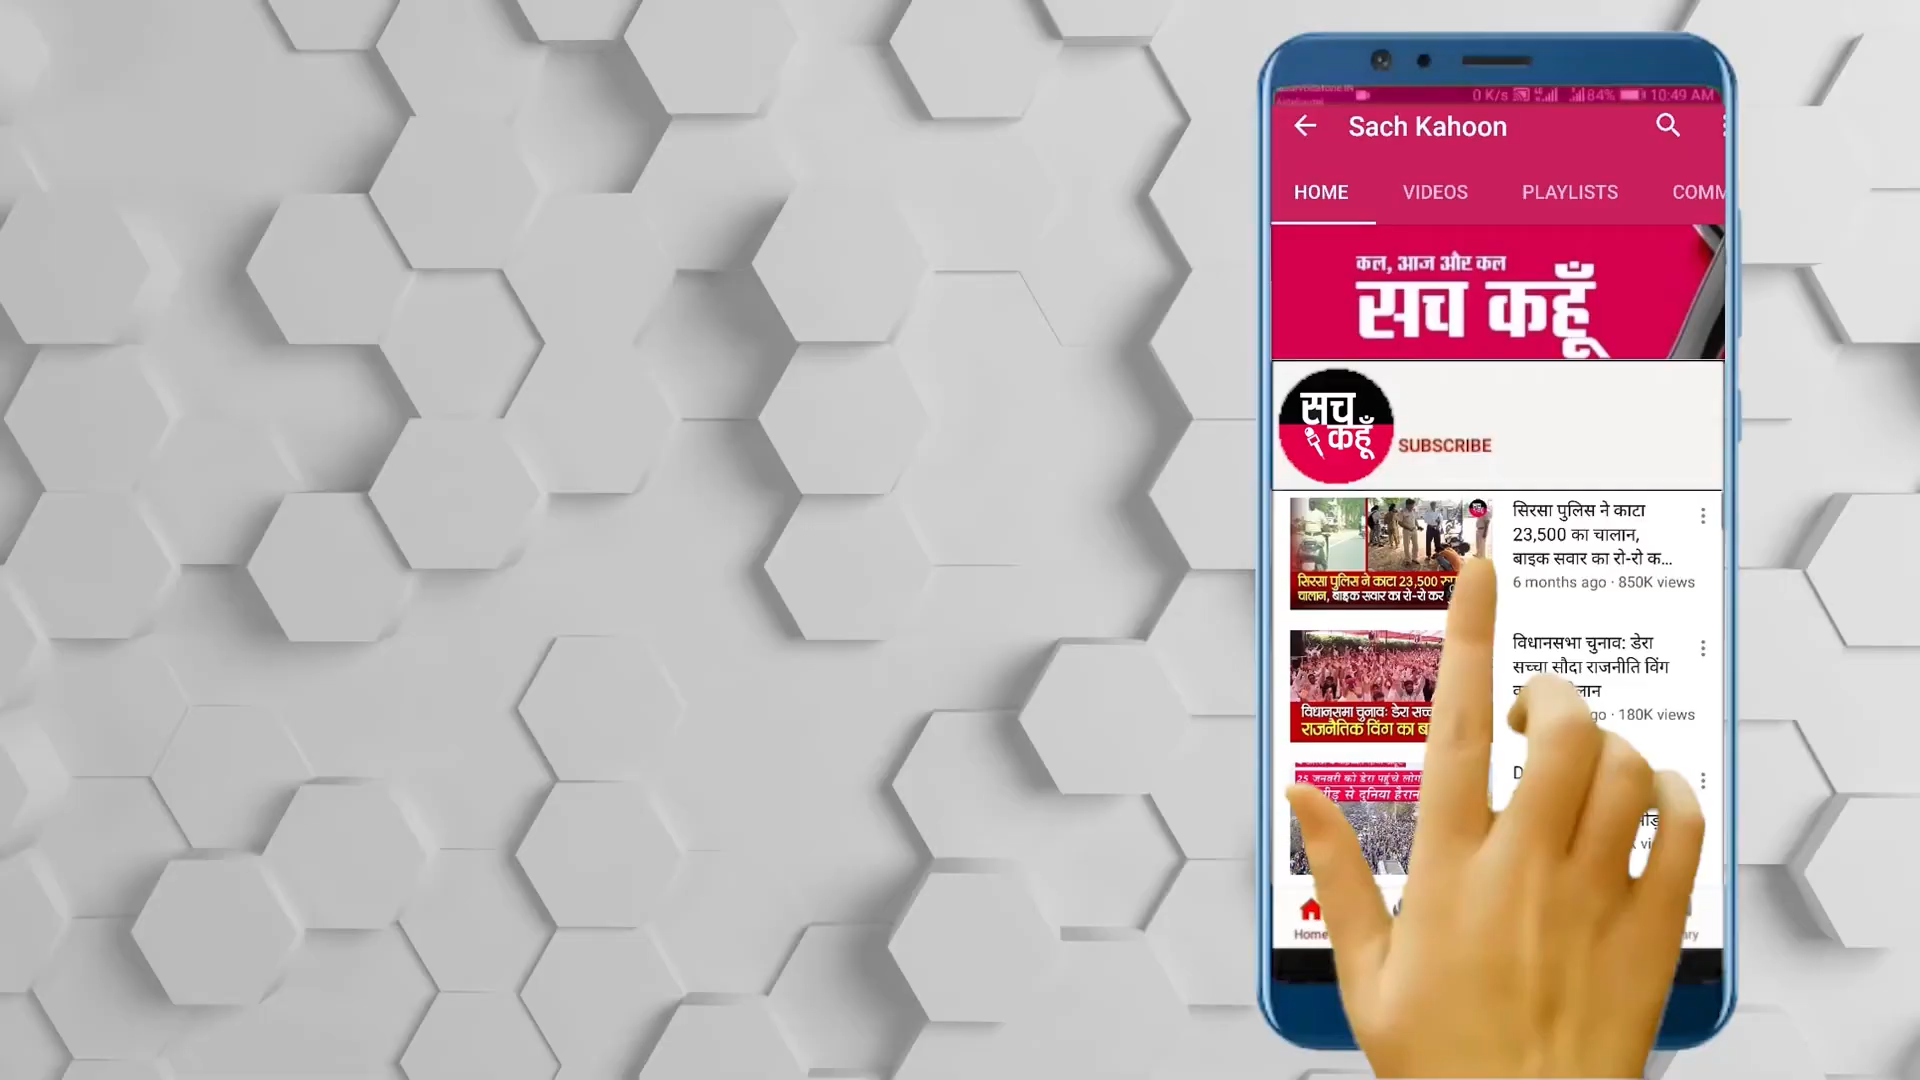 0 K/s 84% 10:49 AM
Sach Kahoon
HOME VIDEOS PLAYLISTS COMM
कल, आज और कल
सच कहूँ
सच
कहूँ
SUBSCRIBE
सिरसा पुलिस ने काटा 23,500
चालान, बाइक सवार का रो-रो कर
सिरसा पुलिस ने काटा
23,500 का चालान,
बाइक सवार का रो-रो क...
6 months ago · 850K views
विधानसभा चुनावः डेरा सच्च
राजनैतिक विंग का ब
विधानसभा चुनाव: डेरा
सच्चा सौदा राजनीति विंग
go · 180K views
25 जनवरी को डेरा पहुंचे लोगों
से दुनिया हैरान
D
Home